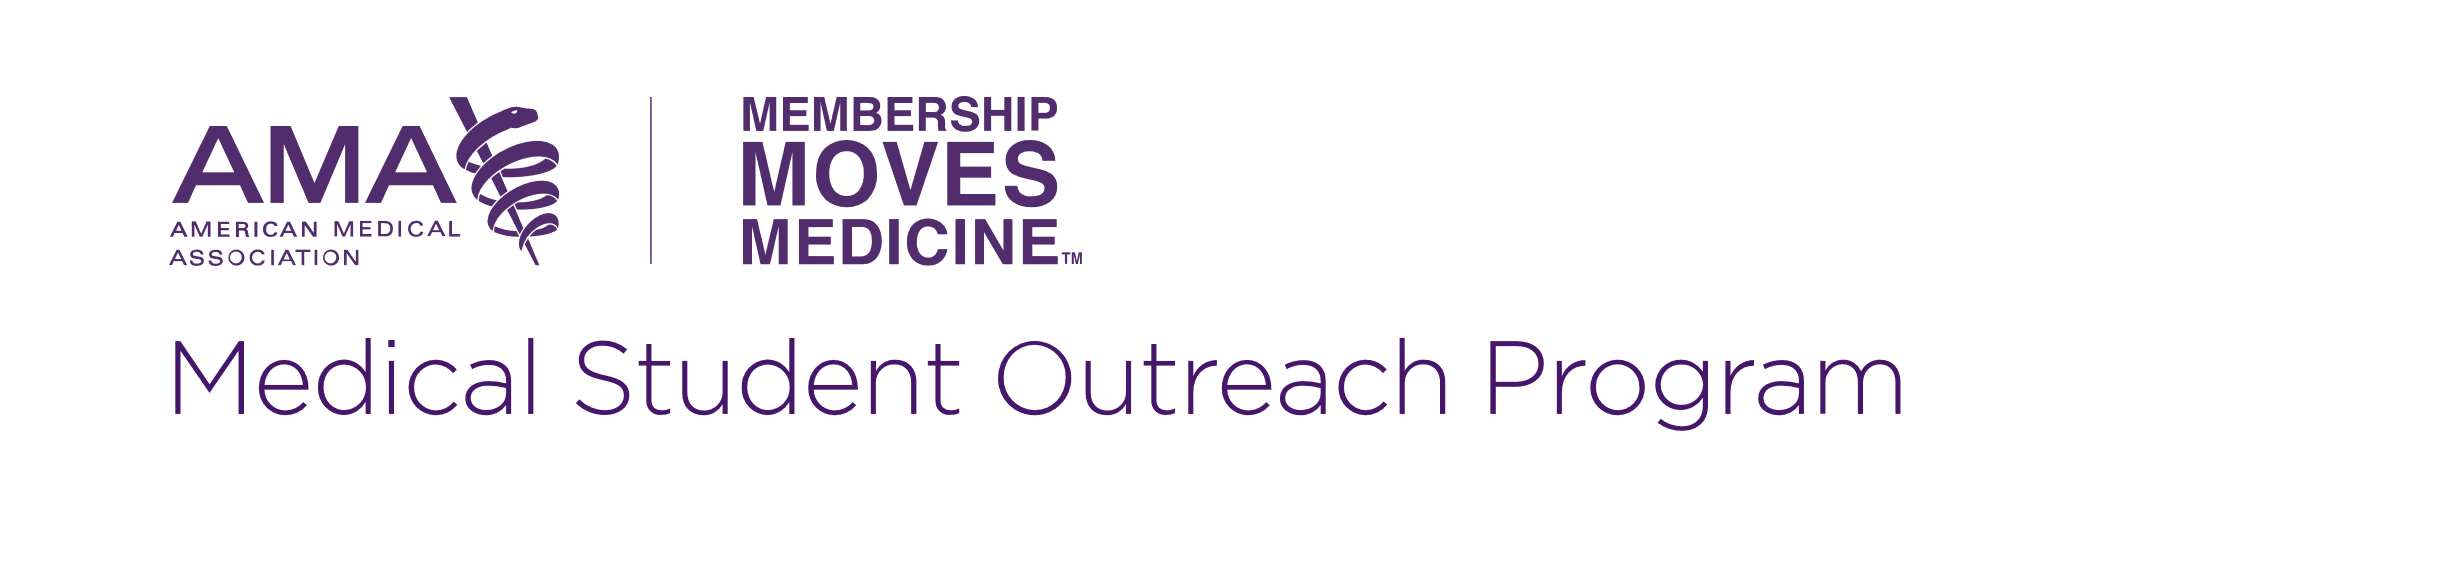 AMA
AMERICAN MEDICAL
ASSOCIATION
MEMBERSHIP
MOVES
MEDICINE™
Medical Student Outreach Program